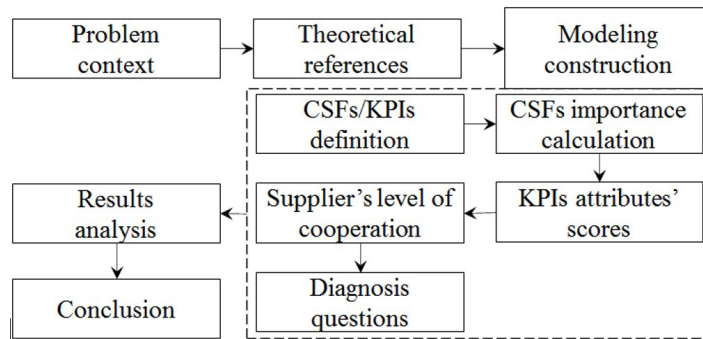 Problem
context
Theoretical
references
Modeling
construction
CSFs/KPIs
definition
CSFs importance
calculation
Results
analysis
Supplier's level of
cooperation
KPIs attributes'
scores
Conclusion
Diagnosis
questions